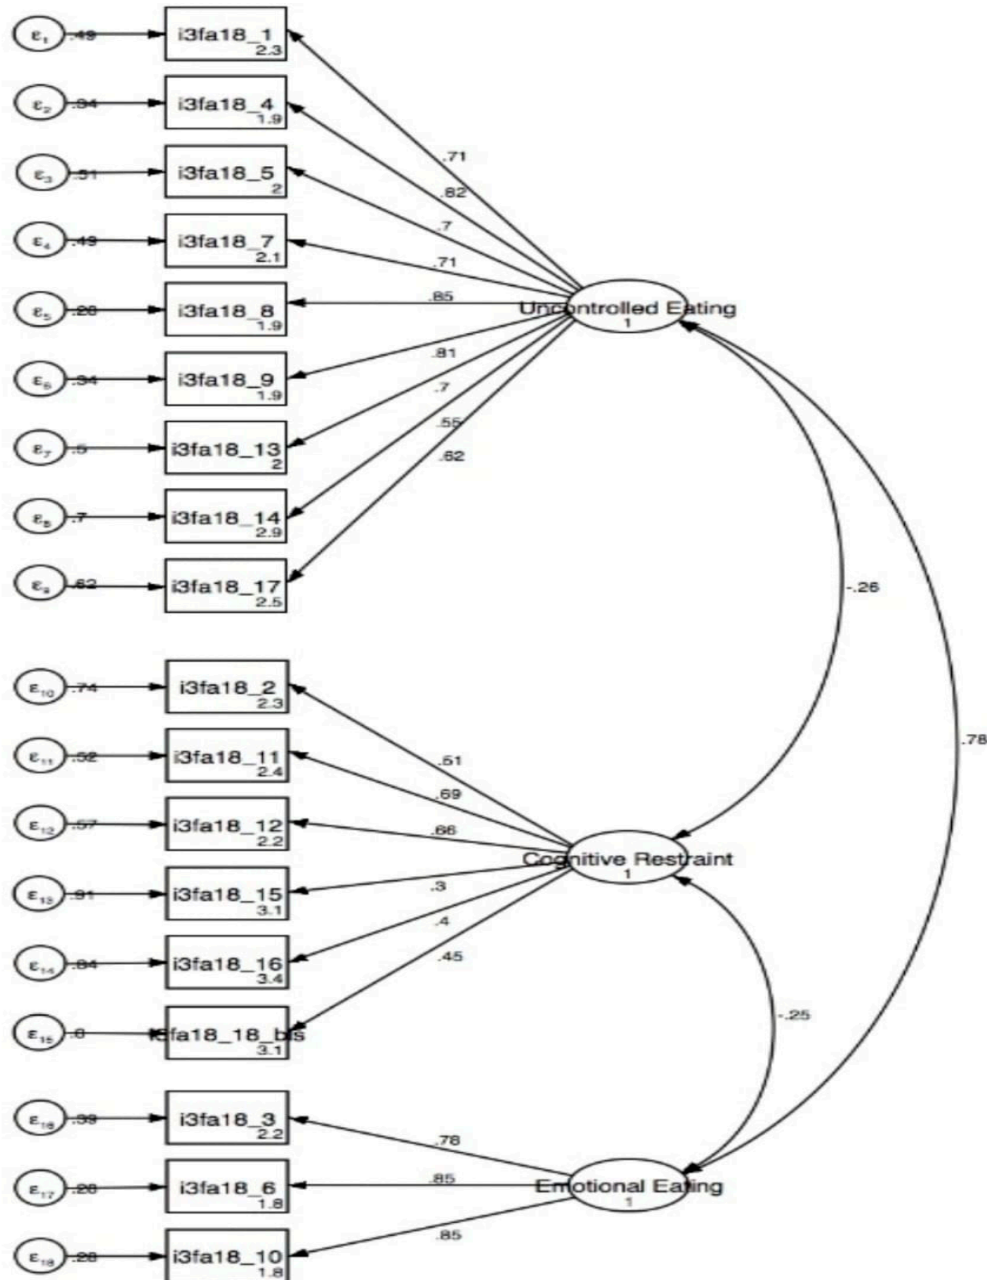 ε1 .49 i3fa18_1 2.3
ε2 .34 i3fa18_4 1.9
ε3 .51 i3fa18_5 2
ε4 .49 i3fa18_7 2.1
ε5 .28 i3fa18_8 1.9
ε6 .34 i3fa18_9 1.9
ε7 .5 i3fa18_13 2
ε8 .7 i3fa18_14 2.9
ε9 .62 i3fa18_17 2.5
.71
.82
.7
.71
.85
.81
.7
.55
.62
Uncontrolled Eating
1
-.26
.78
ε10 .74 i3fa18_2 2.3
ε11 .52 i3fa18_11 2.4
ε12 .57 i3fa18_12 2.2
ε13 .91 i3fa18_15 3.1
ε14 .84 i3fa18_16 3.4
ε15 .8 i3fa18_18_bis 3.1
.51
.69
.66
.3
.4
.45
Cognitive Restraint
1
-.25
ε16 .39 i3fa18_3 2.2
ε17 .28 i3fa18_6 1.8
ε18 .28 i3fa18_10 1.8
.78
.85
.85
Emotional Eating
1